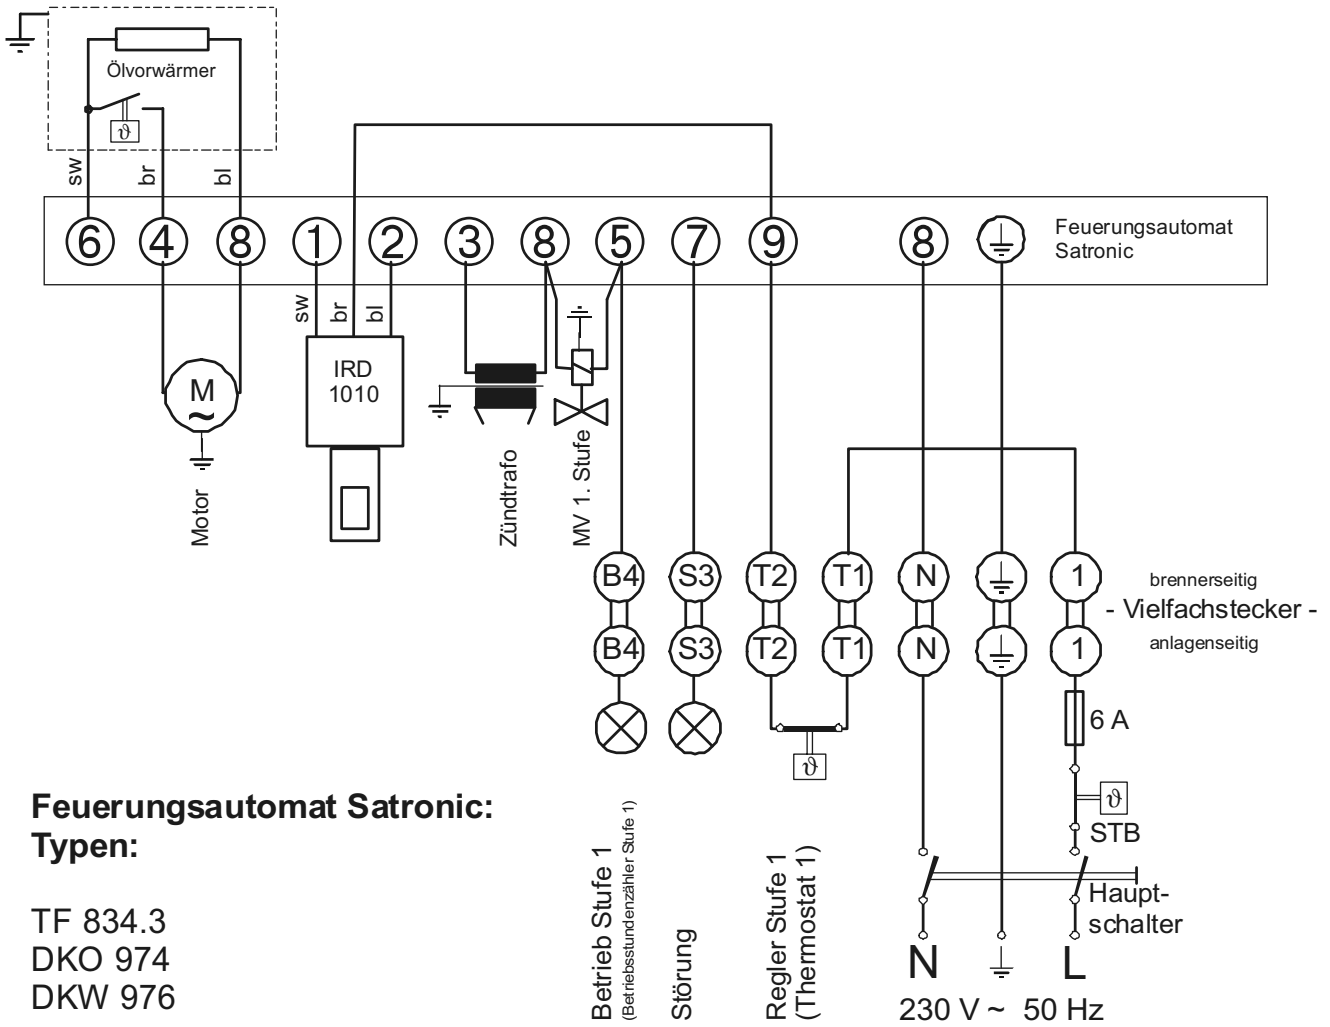 Ölvorwärmer
ϑ
sw
br
bl
6
4
8
1
2
3
8
5
7
9
8
Feuerungsautomat
Satronic
sw
br
bl
IRD
1010
M
~
Motor
Zündtrafo
MV 1. Stufe
B4
S3
T2
T1
N
1
brennerseitig
- Vielfachstecker -
anlagenseitig
B4
S3
T2
T1
N
1
6 A
ϑ
ϑ
STB
Haupt-
schalter
Feuerungsautomat Satronic:
Typen:
TF 834.3
DKO 974
DKW 976
Betrieb Stufe 1
(Betriebsstundenzähler Stufe 1)
Störung
Regler Stufe 1
(Thermostat 1)
N
L
230 V ~ 50 Hz